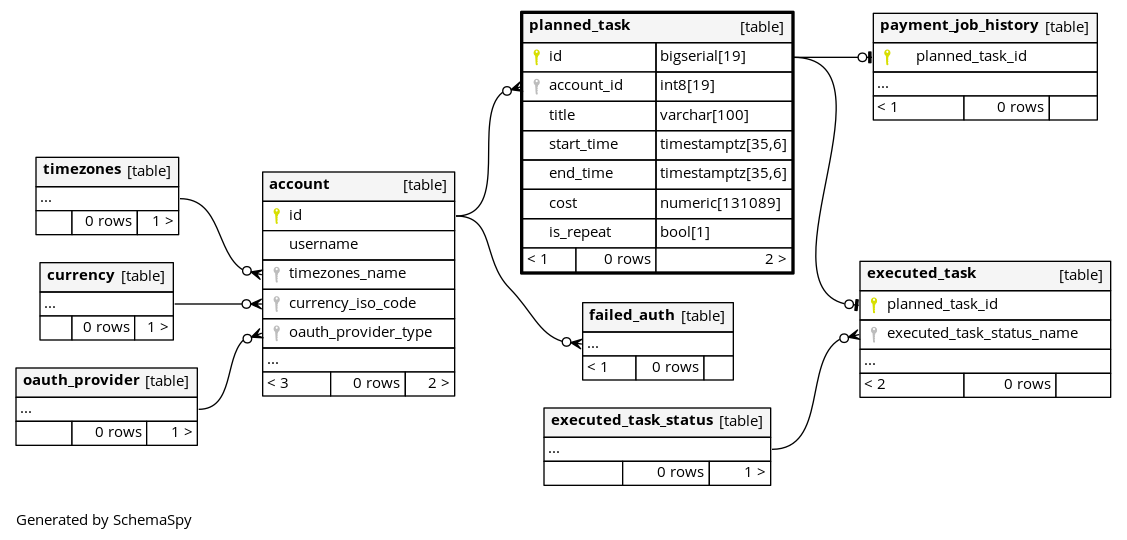 planned_task [table]
id bigserial[19]
account_id int8[19]
title varchar[100]
start_time timestamptz[35,6]
end_time timestamptz[35,6]
cost numeric[131089]
is_repeat bool[1]
< 1 0 rows 2 >
payment_job_history [table]
planned_task_id
...
< 1 0 rows
timezones [table]
...
0 rows 1 >
account [table]
id
username
timezones_name
currency_iso_code
oauth_provider_type
...
< 3 0 rows 2 >
currency [table]
...
0 rows 1 >
oauth_provider [table]
...
0 rows 1 >
failed_auth [table]
...
< 1 0 rows
executed_task [table]
planned_task_id
executed_task_status_name
...
< 2 0 rows
executed_task_status [table]
...
0 rows 1 >
Generated by SchemaSpy